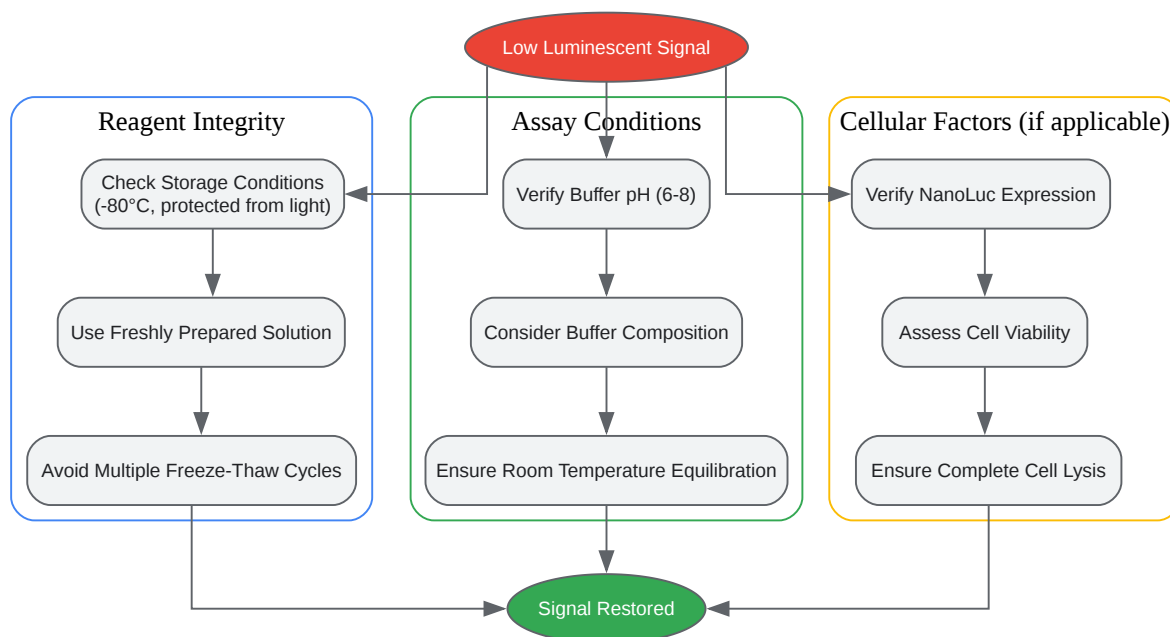 Low Luminescent Signal
Reagent Integrity
Check Storage Conditions
(-80°C, protected from light)
Use Freshly Prepared Solution
Avoid Multiple Freeze-Thaw Cycles
Assay Conditions
Verify Buffer pH (6-8)
Consider Buffer Composition
Ensure Room Temperature Equilibration
Cellular Factors (if applicable)
Verify NanoLuc Expression
Assess Cell Viability
Ensure Complete Cell Lysis
Signal Restored